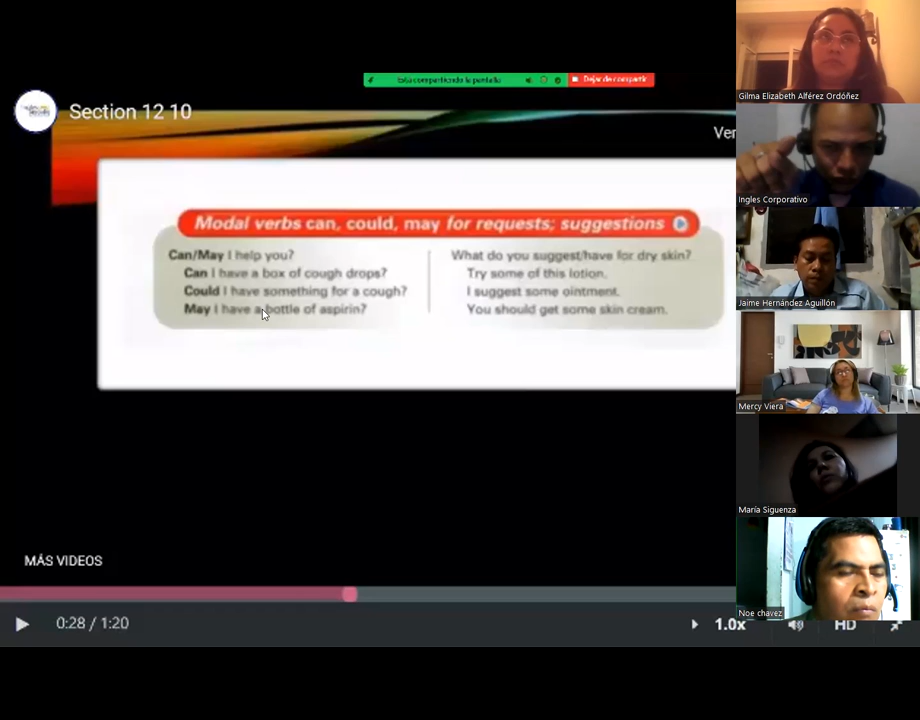 Está compartiendo la pantalla
Dejar de compartir
Section 12 10
Ver
Modal verbs can, could, may for requests; suggestions
Can/May I help you?
Can I have a box of cough drops?
Could I have something for a cough?
May I have a bottle of aspirin?
What do you suggest/have for dry skin?
Try some of this lotion.
I suggest some ointment.
You should get some skin cream.
MÁS VIDEOS
0:28 / 1:20
1.0x
HD
Gilma Elizabeth Alférez Ordóñez
Ingles Corporativo
Jaime Hernández Aguillón
Mercy Viera
María Siguenza
Noe chavez